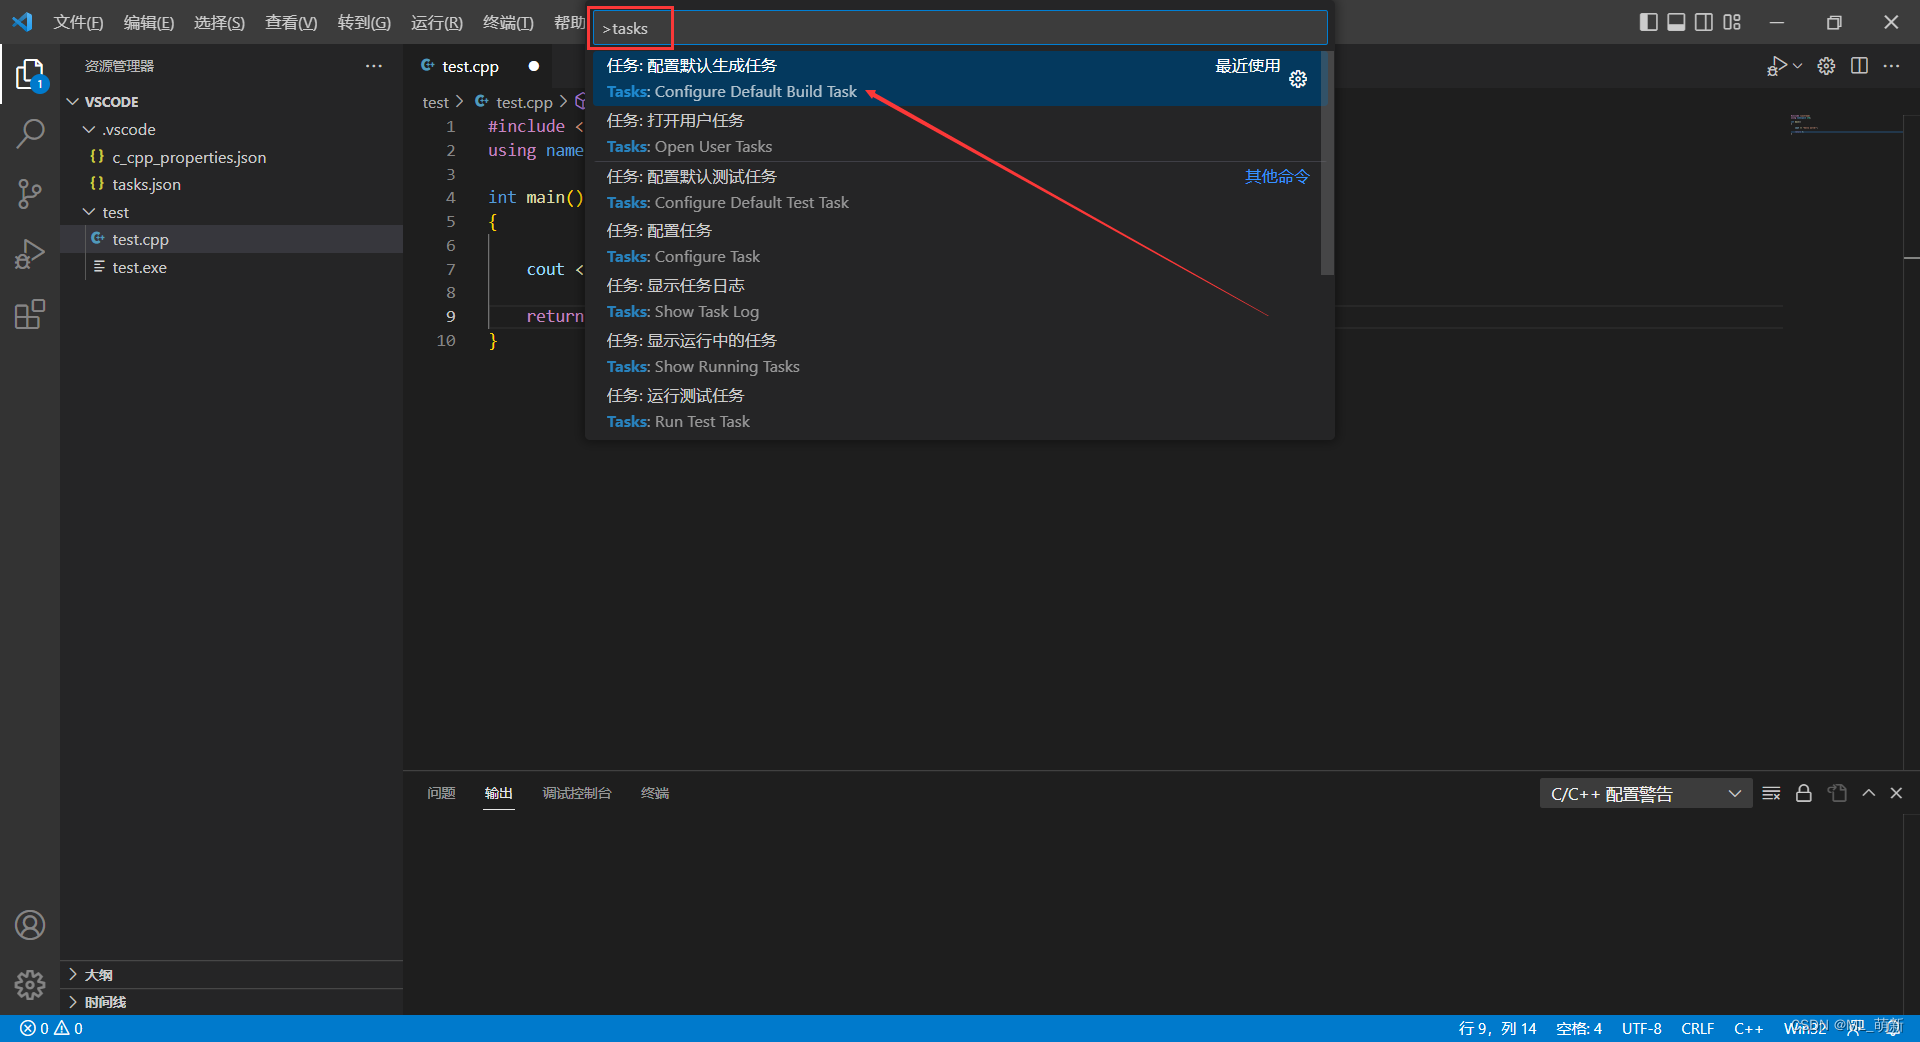 文件(F) 编辑(E) 选择(S) 查看(V) 转到(G) 运行(R) 终端(T) 帮助
>tasks
资源管理器
1
VSCODE
.vscode
c_cpp_properties.json
tasks.json
test
test.cpp
test.exe
大纲
时间线
test.cpp
test > test.cpp >
1 #include <
2 using name
3
4 int main()
5 {
6
7 cout <
8
9 return
10 }
任务: 配置默认生成任务 最近使用
Tasks: Configure Default Build Task
任务: 打开用户任务
Tasks: Open User Tasks
任务: 配置默认测试任务 其他命令
Tasks: Configure Default Test Task
任务: 配置任务
Tasks: Configure Task
任务: 显示任务日志
Tasks: Show Task Log
任务: 显示运行中的任务
Tasks: Show Running Tasks
任务: 运行测试任务
Tasks: Run Test Task
问题 输出 调试控制台 终端
C/C++ 配置警告
0 0
行 9，列 14 空格: 4 UTF-8 CRLF C++ Win32